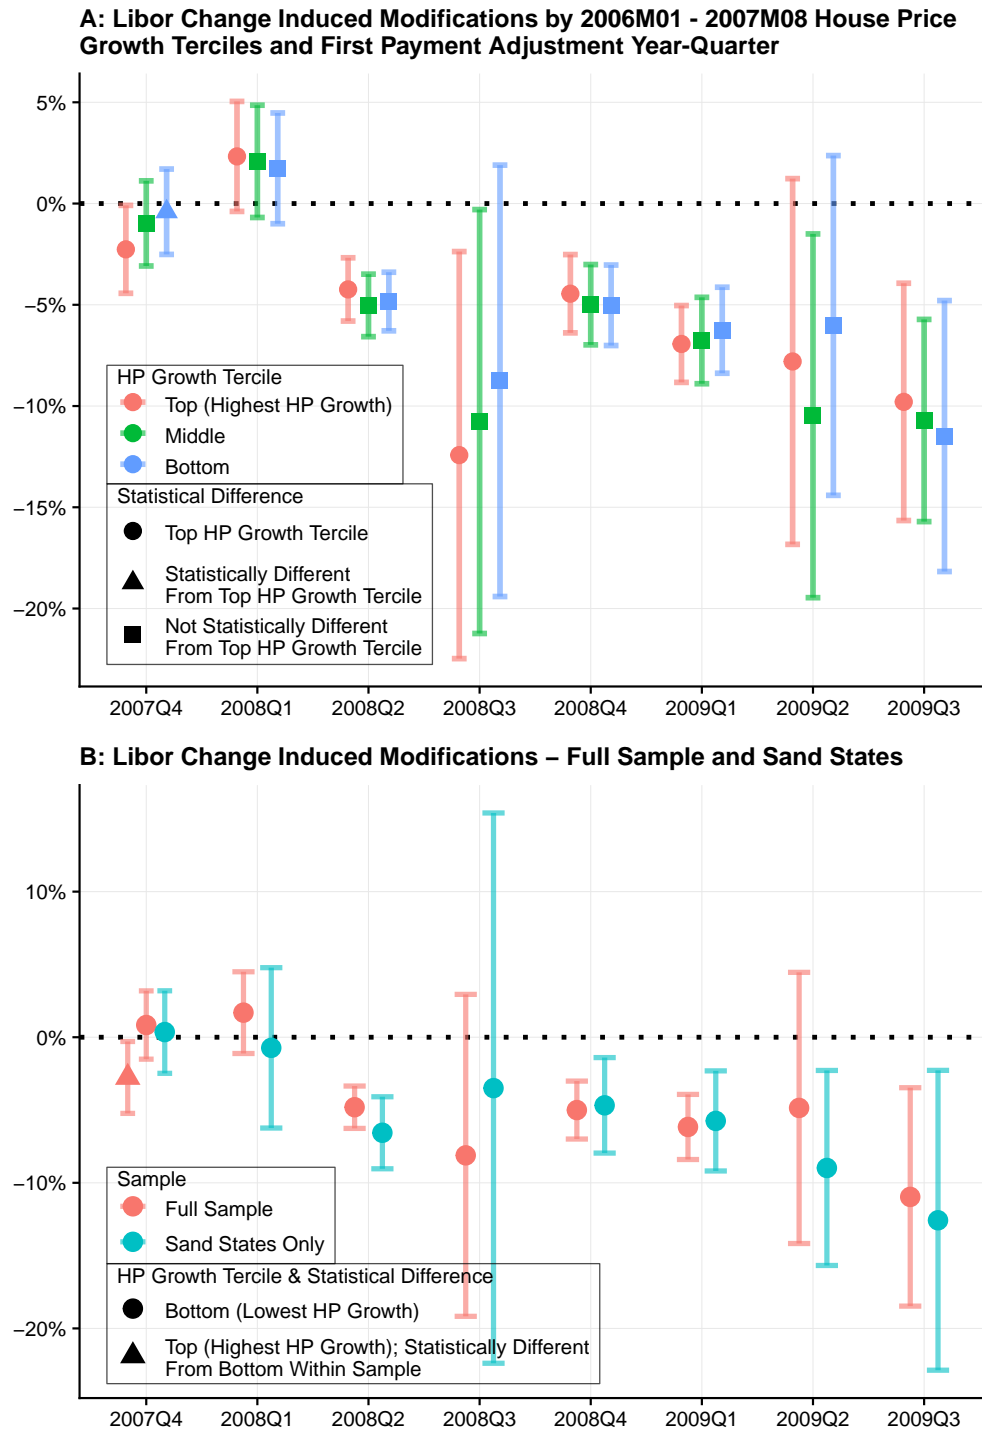 A: Libor Change Induced Modifications by 2006M01 - 2007M08 House Price
Growth Terciles and First Payment Adjustment Year-Quarter
5%
0%
−5%
−10%
−15%
−20%
HP Growth Tercile
Top (Highest HP Growth)
Middle
Bottom
Statistical Difference
Top HP Growth Tercile
Statistically Different
From Top HP Growth Tercile
Not Statistically Different
From Top HP Growth Tercile
2007Q4 2008Q1 2008Q2 2008Q3 2008Q4 2009Q1 2009Q2 2009Q3
B: Libor Change Induced Modifications – Full Sample and Sand States
10%
0%
−10%
−20%
Sample
Full Sample
Sand States Only
HP Growth Tercile & Statistical Difference
Bottom (Lowest HP Growth)
Top (Highest HP Growth); Statistically Different
From Bottom Within Sample
2007Q4 2008Q1 2008Q2 2008Q3 2008Q4 2009Q1 2009Q2 2009Q3